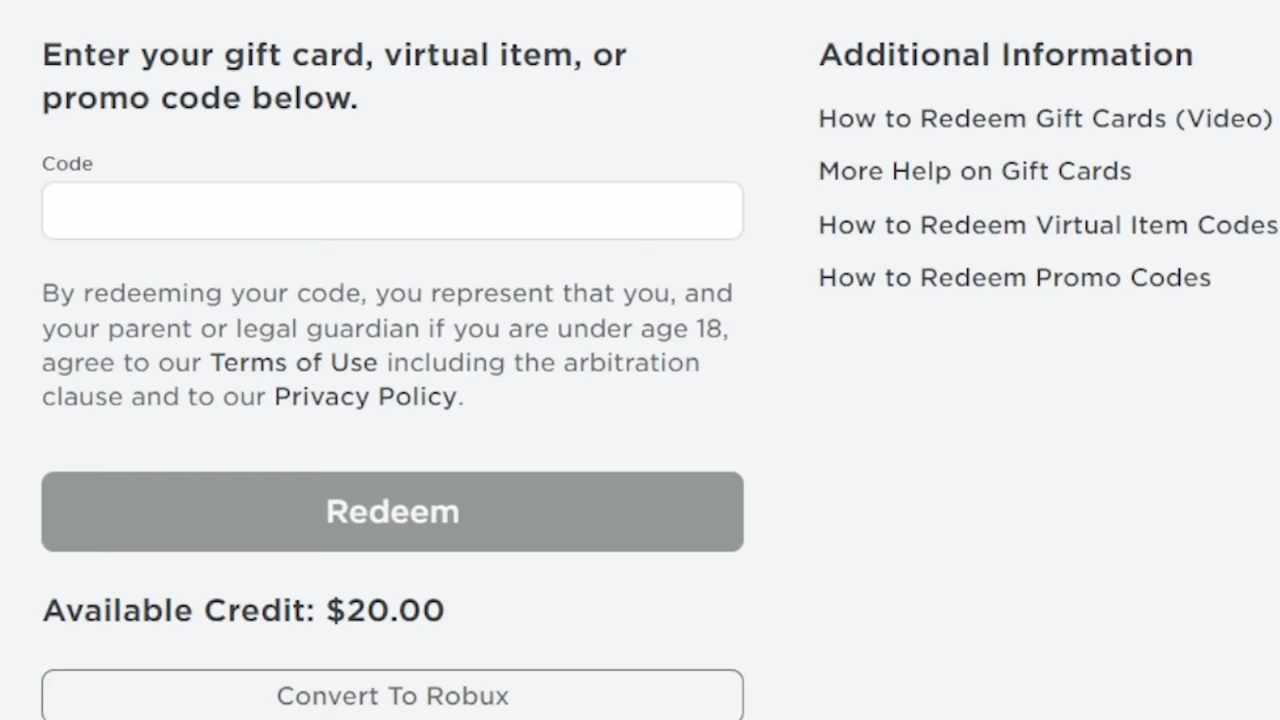 Enter your gift card, virtual item, or
promo code below.
Code
By redeeming your code, you represent that you, and
your parent or legal guardian if you are under age 18,
agree to our Terms of Use including the arbitration
clause and to our Privacy Policy.
Redeem
Available Credit: $20.00
Convert To Robux
Additional Information
How to Redeem Gift Cards (Video)
More Help on Gift Cards
How to Redeem Virtual Item Codes
How to Redeem Promo Codes